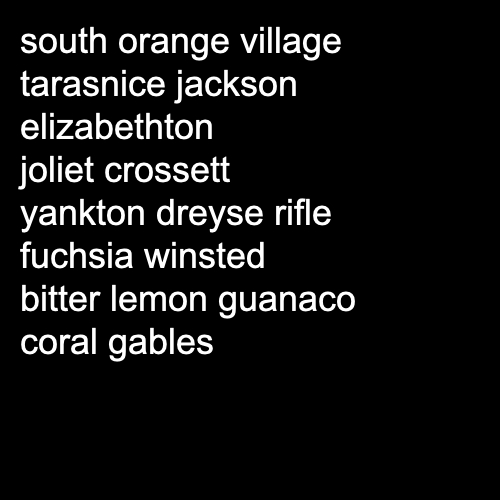 south orange village
tarasnice jackson
elizabethton
joliet crossett
yankton dreyse rifle
fuchsia winsted
bitter lemon guanaco
coral gables